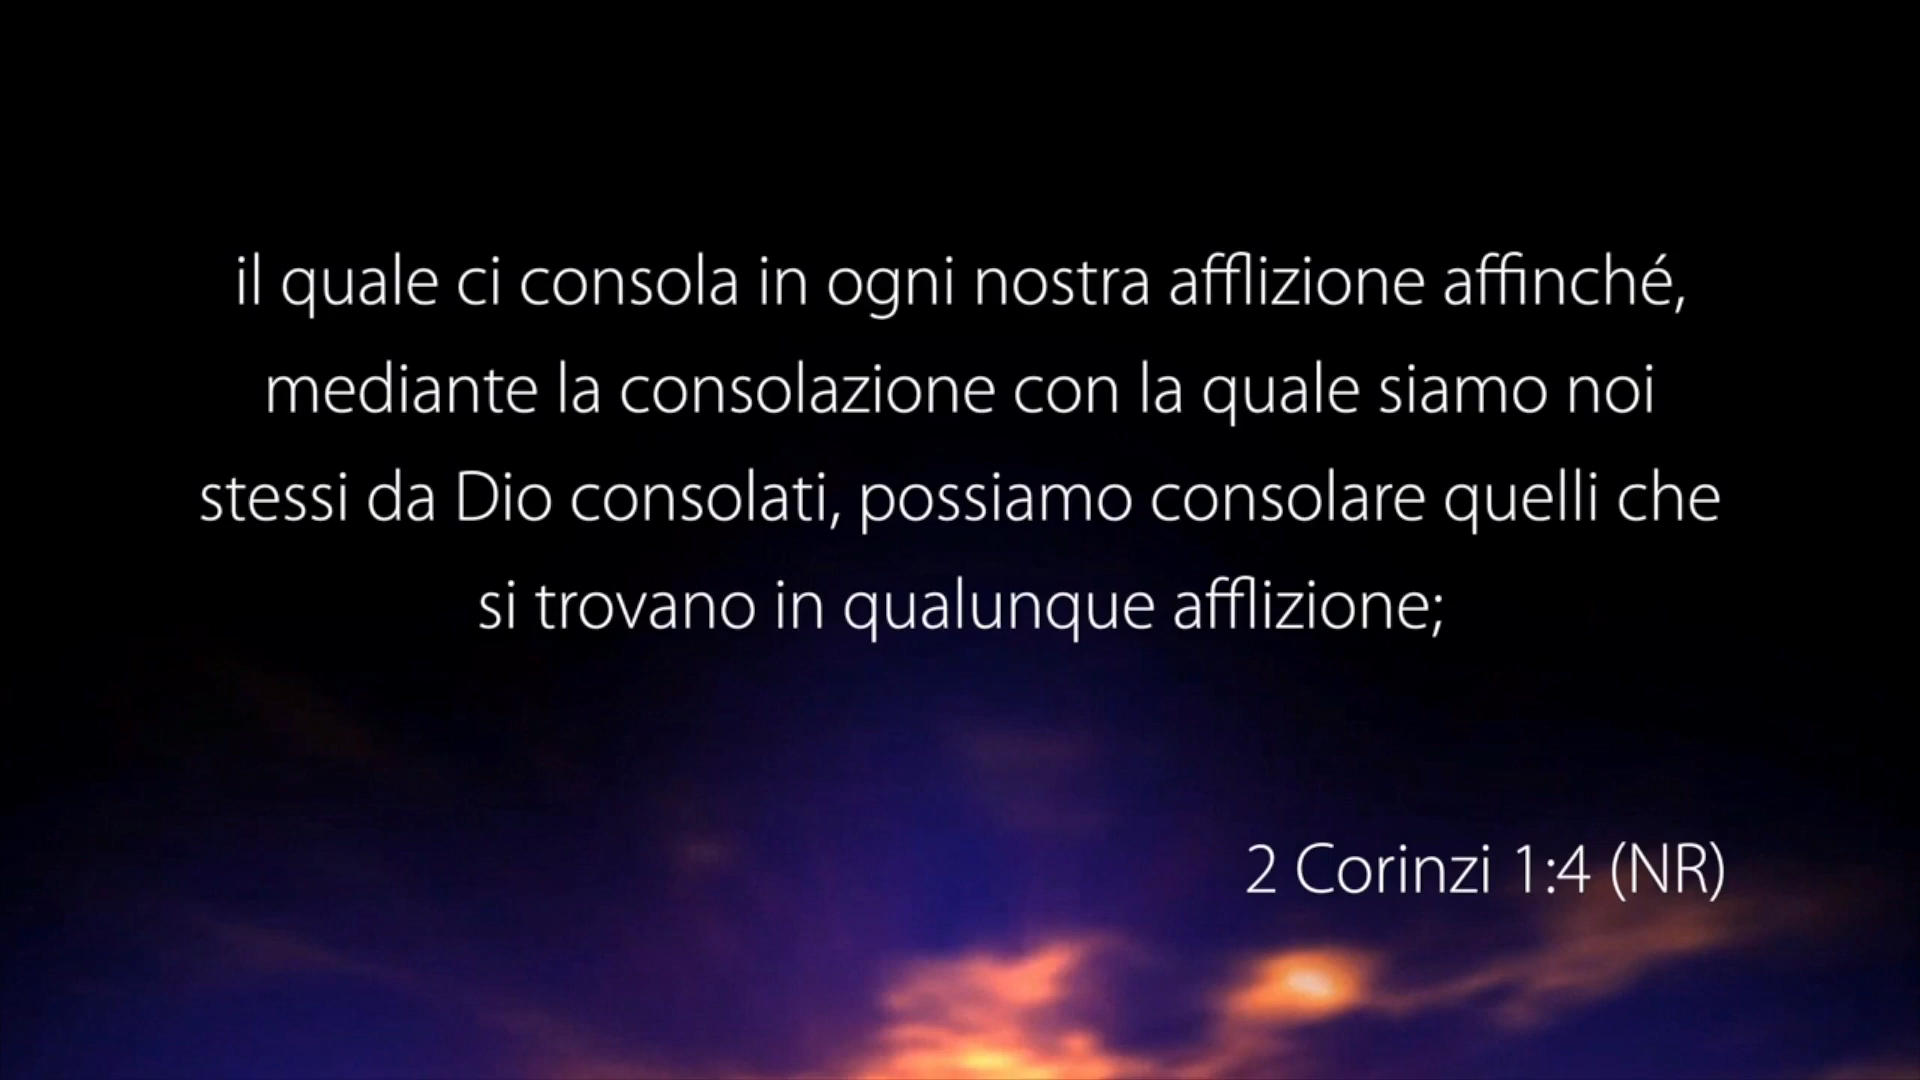 il quale ci consola in ogni nostra afflizione affinché,
mediante la consolazione con la quale siamo noi
stessi da Dio consolati, possiamo consolare quelli che
si trovano in qualunque afflizione;
2 Corinzi 1:4 (NR)